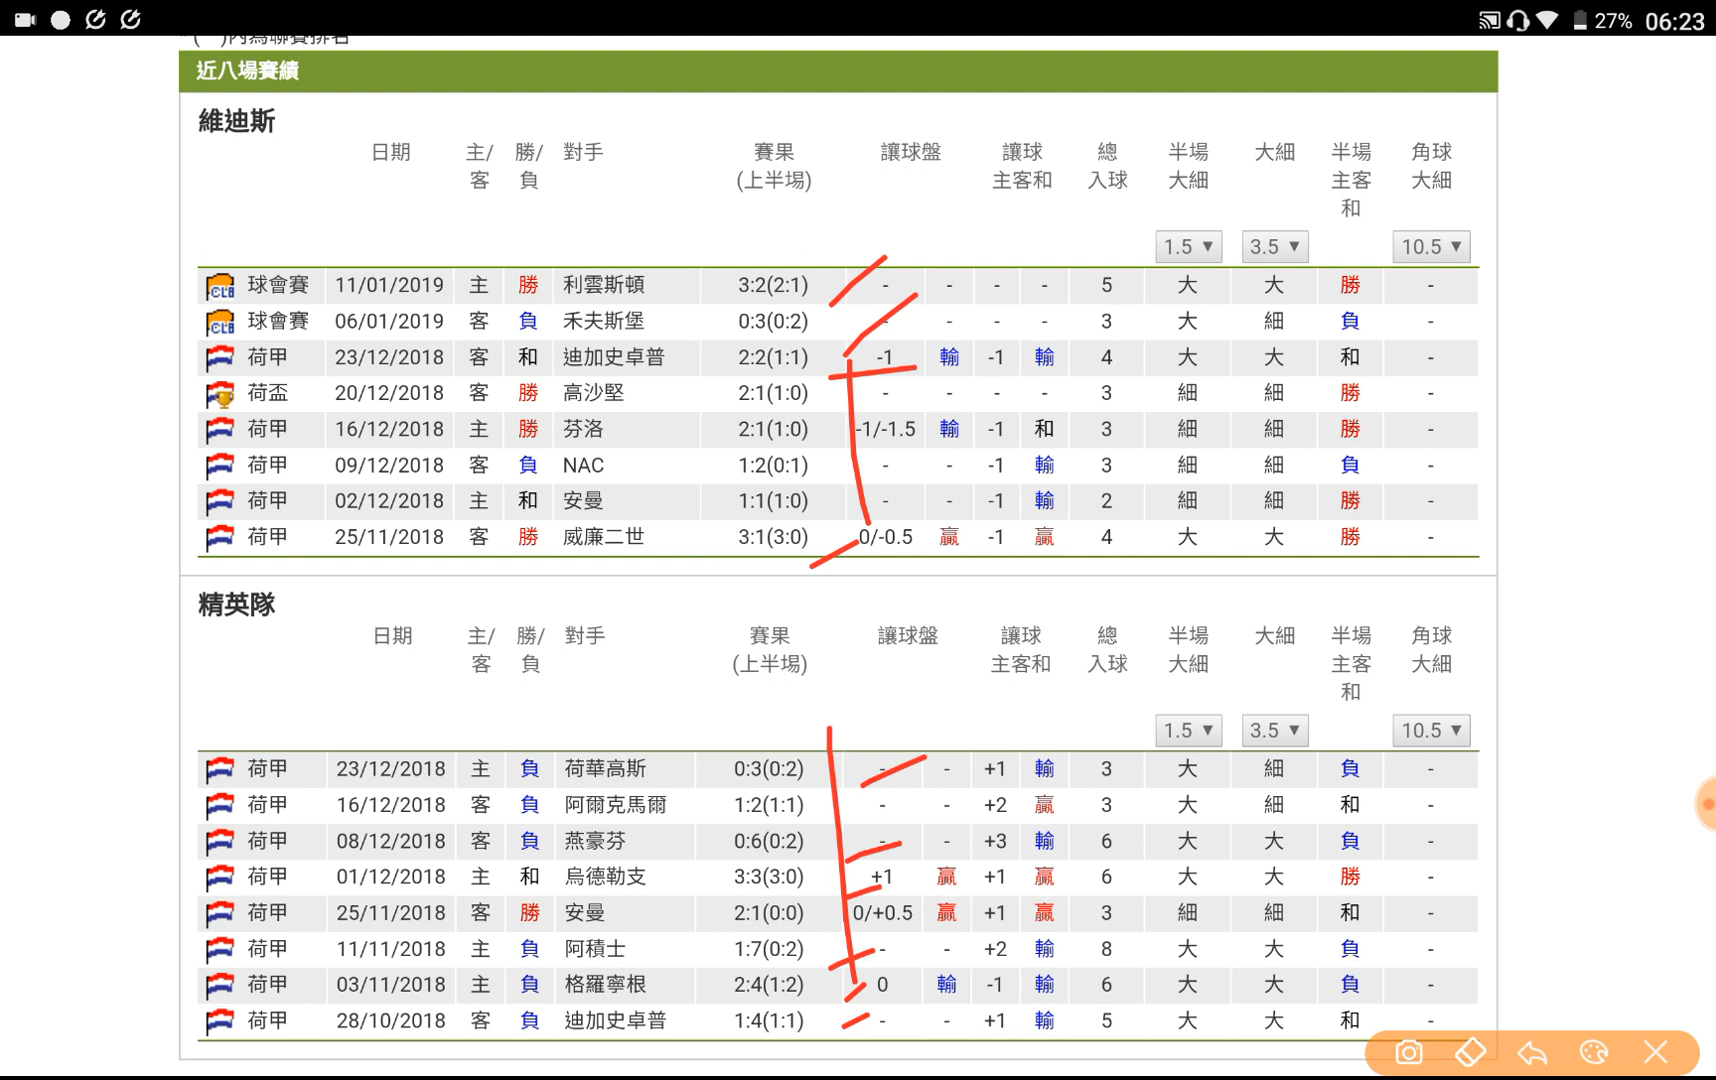 27% 06:23
*( )內為聯賽排名
近八場賽績
維迪斯
日期 主/客 勝/負 對手 賽果(上半場) 讓球盤 讓球主客和 總入球 半場大細 大細 半場主客和 角球大細
1.5 ▼ 3.5 ▼ 10.5 ▼
球會賽 11/01/2019 主 勝 利雲斯頓 3:2(2:1) - - - - 5 大 大 勝 -
球會賽 06/01/2019 客 負 禾夫斯堡 0:3(0:2) - - - - 3 大 細 負 -
荷甲 23/12/2018 客 和 迪加史卓普 2:2(1:1) -1 輸 -1 輸 4 大 大 和 -
荷盃 20/12/2018 客 勝 高沙堅 2:1(1:0) - - - - 3 細 細 勝 -
荷甲 16/12/2018 主 勝 芬洛 2:1(1:0) -1/-1.5 輸 -1 和 3 細 細 勝 -
荷甲 09/12/2018 客 負 NAC 1:2(0:1) - - -1 輸 3 細 細 負 -
荷甲 02/12/2018 主 和 安曼 1:1(1:0) - - -1 輸 2 細 細 勝 -
荷甲 25/11/2018 客 勝 威廉二世 3:1(3:0) 0/-0.5 贏 -1 贏 4 大 大 勝 -
精英隊
日期 主/客 勝/負 對手 賽果(上半場) 讓球盤 讓球主客和 總入球 半場大細 大細 半場主客和 角球大細
1.5 ▼ 3.5 ▼ 10.5 ▼
荷甲 23/12/2018 主 負 荷華高斯 0:3(0:2) - - +1 輸 3 大 細 負 -
荷甲 16/12/2018 客 負 阿爾克馬爾 1:2(1:1) - - +2 贏 3 大 細 和 -
荷甲 08/12/2018 客 負 燕豪芬 0:6(0:2) - - +3 輸 6 大 大 負 -
荷甲 01/12/2018 主 和 烏德勒支 3:3(3:0) +1 贏 +1 贏 6 大 大 勝 -
荷甲 25/11/2018 客 勝 安曼 2:1(0:0) 0/+0.5 贏 +1 贏 3 細 細 和 -
荷甲 11/11/2018 主 負 阿積士 1:7(0:2) - - +2 輸 8 大 大 負 -
荷甲 03/11/2018 主 負 格羅寧根 2:4(1:2) 0 輸 -1 輸 6 大 大 負 -
荷甲 28/10/2018 客 負 迪加史卓普 1:4(1:1) - - +1 輸 5 大 大 和 -